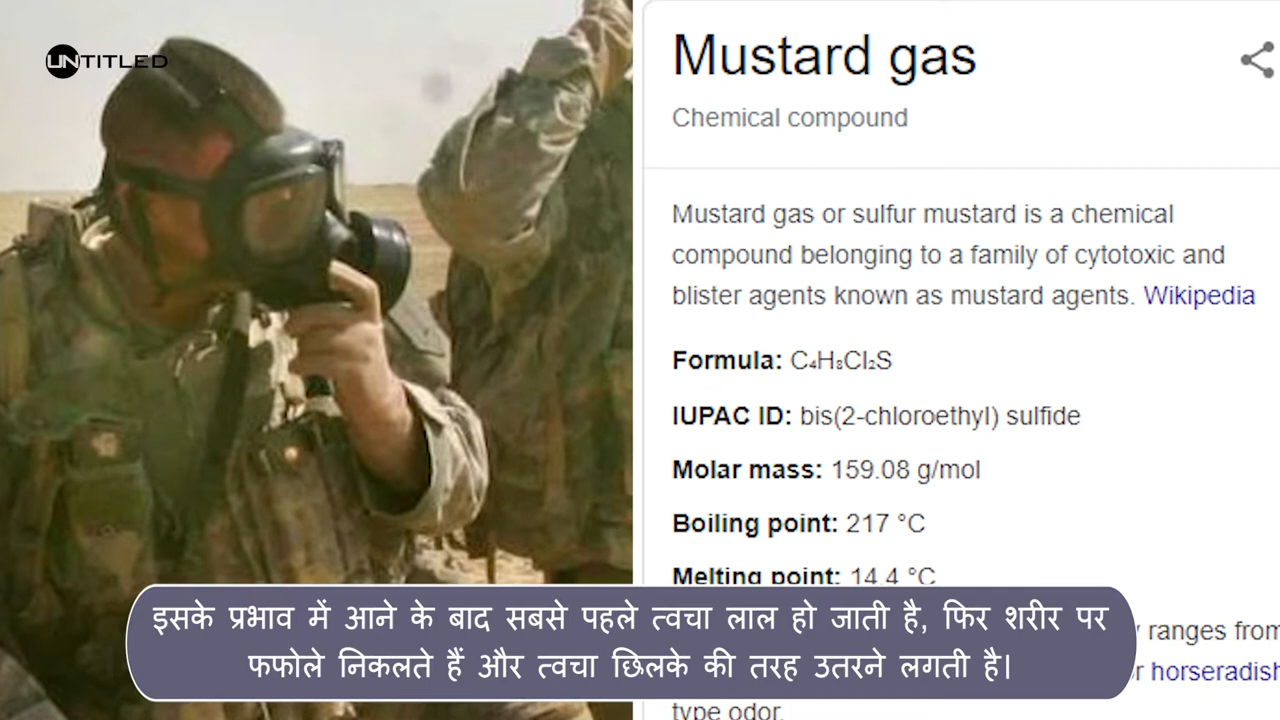 UNTITLED
Mustard gas
Chemical compound
Mustard gas or sulfur mustard is a chemical
compound belonging to a family of cytotoxic and
blister agents known as mustard agents. Wikipedia
Formula: C₄H₈Cl₂S
IUPAC ID: bis(2-chloroethyl) sulfide
Molar mass: 159.08 g/mol
Boiling point: 217 °C
Melting point: 14.4 °C
ranges from
horseradish
type odor.
इसके प्रभाव में आने के बाद सबसे पहले त्वचा लाल हो जाती है, फिर शरीर पर
फफोले निकलते हैं और त्वचा छिलके की तरह उतरने लगती है।